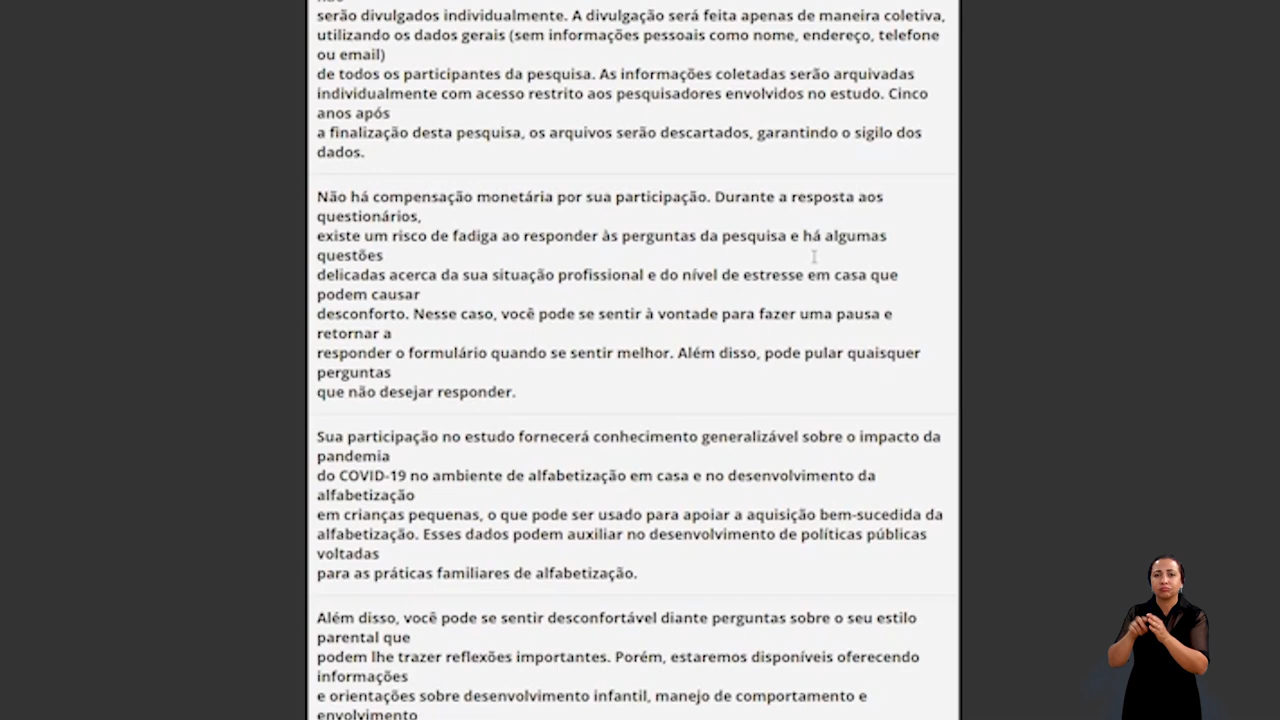 serão divulgados individualmente. A divulgação será feita apenas de maneira coletiva,
utilizando os dados gerais (sem informações pessoais como nome, endereço, telefone
ou email)
de todos os participantes da pesquisa. As informações coletadas serão arquivadas
individualmente com acesso restrito aos pesquisadores envolvidos no estudo. Cinco
anos após
a finalização desta pesquisa, os arquivos serão descartados, garantindo o sigilo dos
dados.
Não há compensação monetária por sua participação. Durante a resposta aos
questionários,
existe um risco de fadiga ao responder às perguntas da pesquisa e há algumas
questões
delicadas acerca da sua situação profissional e do nível de estresse em casa que
podem causar
desconforto. Nesse caso, você pode se sentir à vontade para fazer uma pausa e
retornar a
responder o formulário quando se sentir melhor. Além disso, pode pular quaisquer
perguntas
que não desejar responder.
Sua participação no estudo fornecerá conhecimento generalizável sobre o impacto da
pandemia
do COVID-19 no ambiente de alfabetização em casa e no desenvolvimento da
alfabetização
em crianças pequenas, o que pode ser usado para apoiar a aquisição bem-sucedida da
alfabetização. Esses dados podem auxiliar no desenvolvimento de políticas públicas
voltadas
para as práticas familiares de alfabetização.
Além disso, você pode se sentir desconfortável diante perguntas sobre o seu estilo
parental que
podem lhe trazer reflexões importantes. Porém, estaremos disponíveis oferecendo
informações
e orientações sobre desenvolvimento infantil, manejo de comportamento e
envolvimento